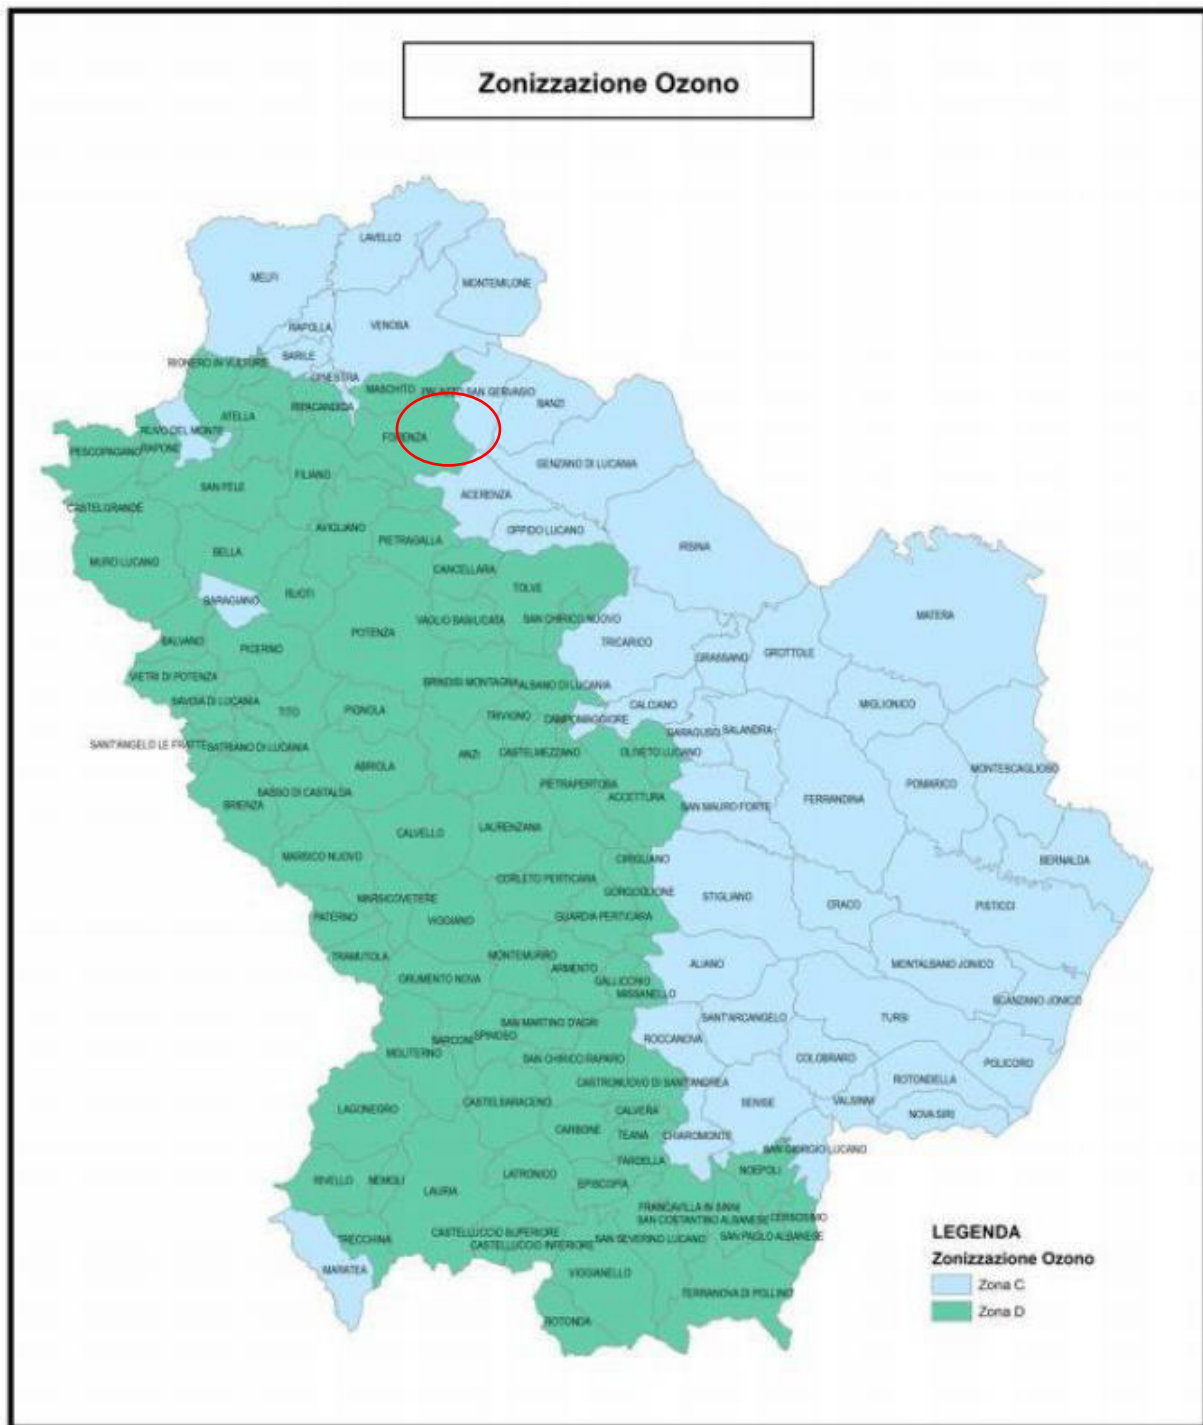 Zonizzazione Ozono
LAVELLO
MELFI
MONTEMILONE
RAPOLLA
VENOSA
BARILE
RIONERO IN VULTURE
GINESTRA
MASCHITO
PALAZZO SAN GERVASIO
BANZI
RIPACANDIDA
ATELLA
RUVO DEL MONTE
FORENZA
RAPONE
PESCOPAGANO
GENZANO DI LUCANIA
FILIANO
SAN FELE
ACERENZA
CASTELGRANDE
AVIGLIANO
OPPIDO LUCANO
PIETRAGALLA
IRSINA
BELLA
MURO LUCANO
CANCELLARA
TOLVE
RUOTI
BARAGIANO
MATERA
VAGLIO BASILICATA
SAN CHIRICO NUOVO
POTENZA
BALVANO
TRICARICO
PICERNO
GROTTOLE
GRASSANO
VIETRI DI POTENZA
BRINDISI MONTAGNA
ALBANO DI LUCANIA
SAVOIA DI LUCANIA
CALCIANO
MIGLIONICO
TITO
PIGNOLA
TRIVIGNO
CAMPOMAGGIORE
GARAGUSO
SALANDRA
SANT'ANGELO LE FRATTE
SATRIANO DI LUCANIA
ANZI
CASTELMEZZANO
OLIVETO LUCANO
ABRIOLA
MONTESCAGLIOSO
PIETRAPERTOSA
POMARICO
SASSO DI CASTALDA
ACCETTURA
FERRANDINA
BRIENZA
SAN MAURO FORTE
LAURENZANA
CALVELLO
MARSICO NUOVO
CIRIGLIANO
BERNALDA
CORLETO PERTICARA
GORGOGLIONE
MARSICOVETERE
STIGLIANO
CRACO
PISTICCI
PATERNO
VIGGIANO
GUARDIA PERTICARA
TRAMUTOLA
MONTEMURRO
ARMENTO
ALIANO
MONTALBANO JONICO
GRUMENTO NOVA
GALLICCHIO
MISSANELLO
SCANZANO JONICO
SANT'ARCANGELO
TURSI
SAN MARTINO D'AGRI
SPINOSO
SARCONI
ROCCANOVA
MOLITERNO
SAN CHIRICO RAPARO
COLOBRARO
POLICORO
CASTRONUOVO DI SANT'ANDREA
ROTONDELLA
CASTELSARACENO
SENISE
VALSINNI
LAGONEGRO
CALVERA
NOVA SIRI
CARBONE
TEANA
CHIAROMONTE
SAN GIORGIO LUCANO
FARDELLA
NOEPOLI
LATRONICO
RIVELLO
NEMOLI
EPISCOPIA
LAURIA
FRANCAVILLA IN SINNI
SAN COSTANTINO ALBANESE
CERSOSIMO
CASTELLUCCIO SUPERIORE
TRECCHINA
CASTELLUCCIO INFERIORE
SAN SEVERINO LUCANO
SAN PAOLO ALBANESE
MARATEA
VIGGIANELLO
TERRANOVA DI POLLINO
ROTONDA
LEGENDA
Zonizzazione Ozono
Zona C
Zona D